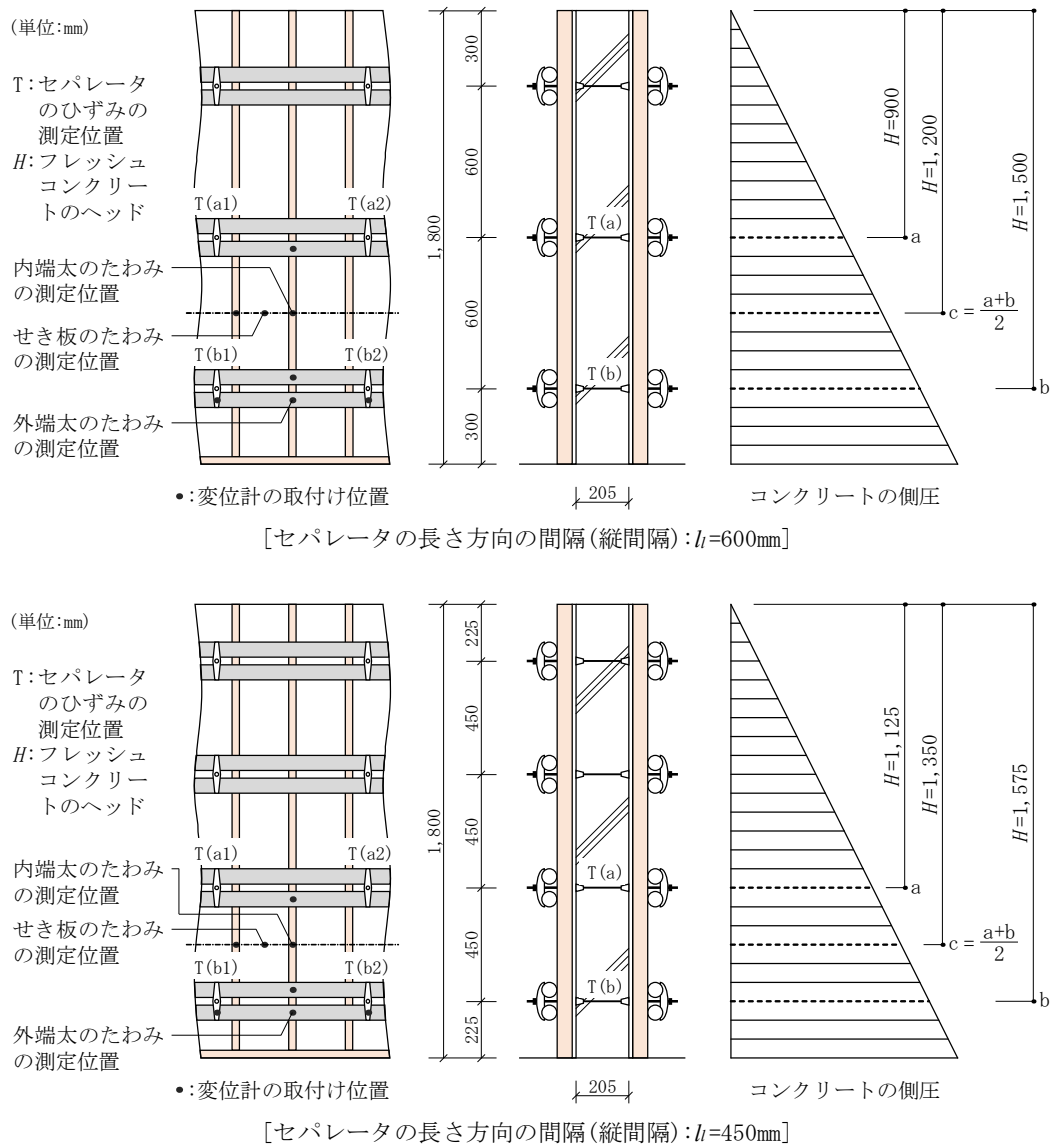 (単位:mm)
T:セパレータ
のひずみの
測定位置
H:フレッシュ
コンクリー
トのヘッド
T(a1)
T(a2)
内端太のたわみ
の測定位置
せき板のたわみ
の測定位置
T(b1)
T(b2)
外端太のたわみ
の測定位置
•:変位計の取付け位置
1,800
300
600
600
300
T(a)
T(b)
205
H=900
H=1,200
H=1,500
a
c = a+b/2
b
コンクリートの側圧
[セパレータの長さ方向の間隔(縦間隔):ll=600mm]
(単位:mm)
T:セパレータ
のひずみの
測定位置
H:フレッシュ
コンクリー
トのヘッド
T(a1)
T(a2)
内端太のたわみ
の測定位置
せき板のたわみ
の測定位置
T(b1)
T(b2)
外端太のたわみ
の測定位置
•:変位計の取付け位置
1,800
225
450
450
450
225
T(a)
T(b)
205
H=1,125
H=1,350
H=1,575
a
c = a+b/2
b
コンクリートの側圧
[セパレータの長さ方向の間隔(縦間隔):ll=450mm]